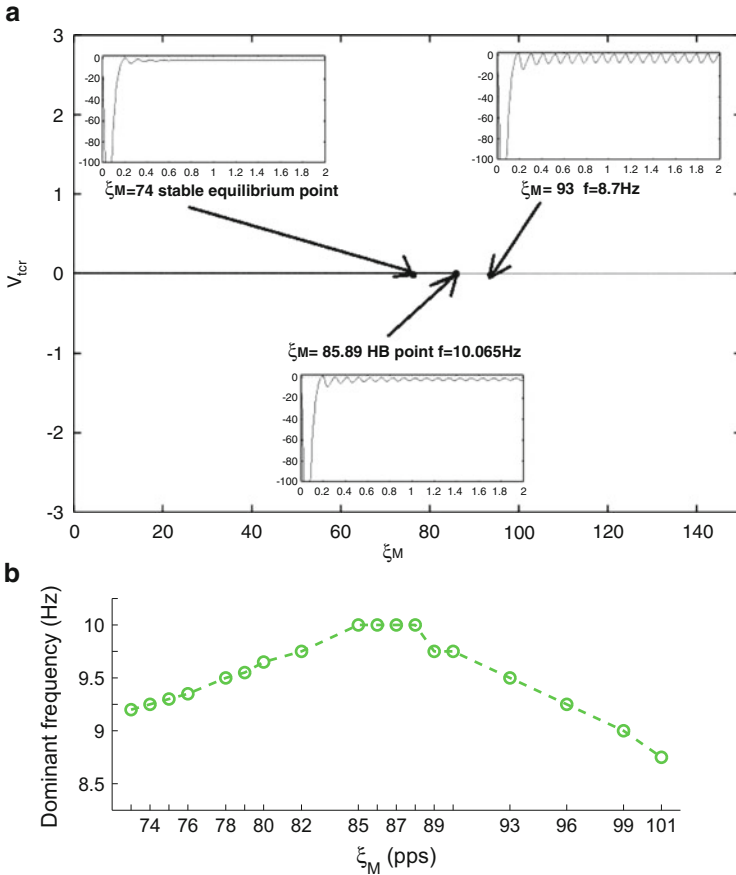 a
3
2
1
0
-1
-2
-3
V_tcr
0
-20
-40
-60
-80
-100
0 0.2 0.4 0.6 0.8 1 1.2 1.4 1.6 1.8 2
ξM=74 stable equilibrium point
0
-20
-40
-60
-80
-100
0 0.2 0.4 0.6 0.8 1 1.2 1.4 1.6 1.8 2
ξM= 93 f=8.7Hz
ξM= 85.89 HB point f=10.065Hz
0
-20
-40
-60
-80
-100
0 0.2 0.4 0.6 0.8 1 1.2 1.4 1.6 1.8 2
0 20 40 60 80 100 120 140
ξM
b
Dominant frequency (Hz)
10
9.5
9
8.5
74 76 78 80 82 85 87 89 93 96 99 101
ξ_M (pps)